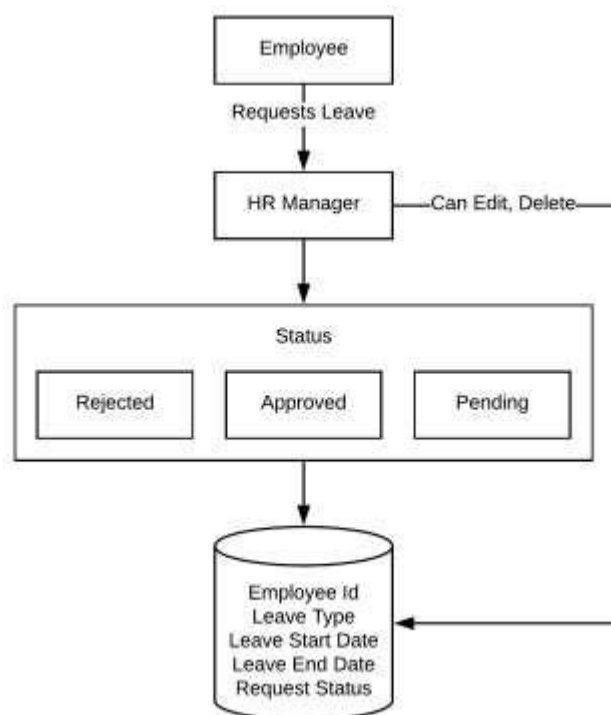 Employee
Requests Leave
HR Manager
Can Edit, Delete
Status
Rejected
Approved
Pending
Employee Id
Leave Type
Leave Start Date
Leave End Date
Request Status